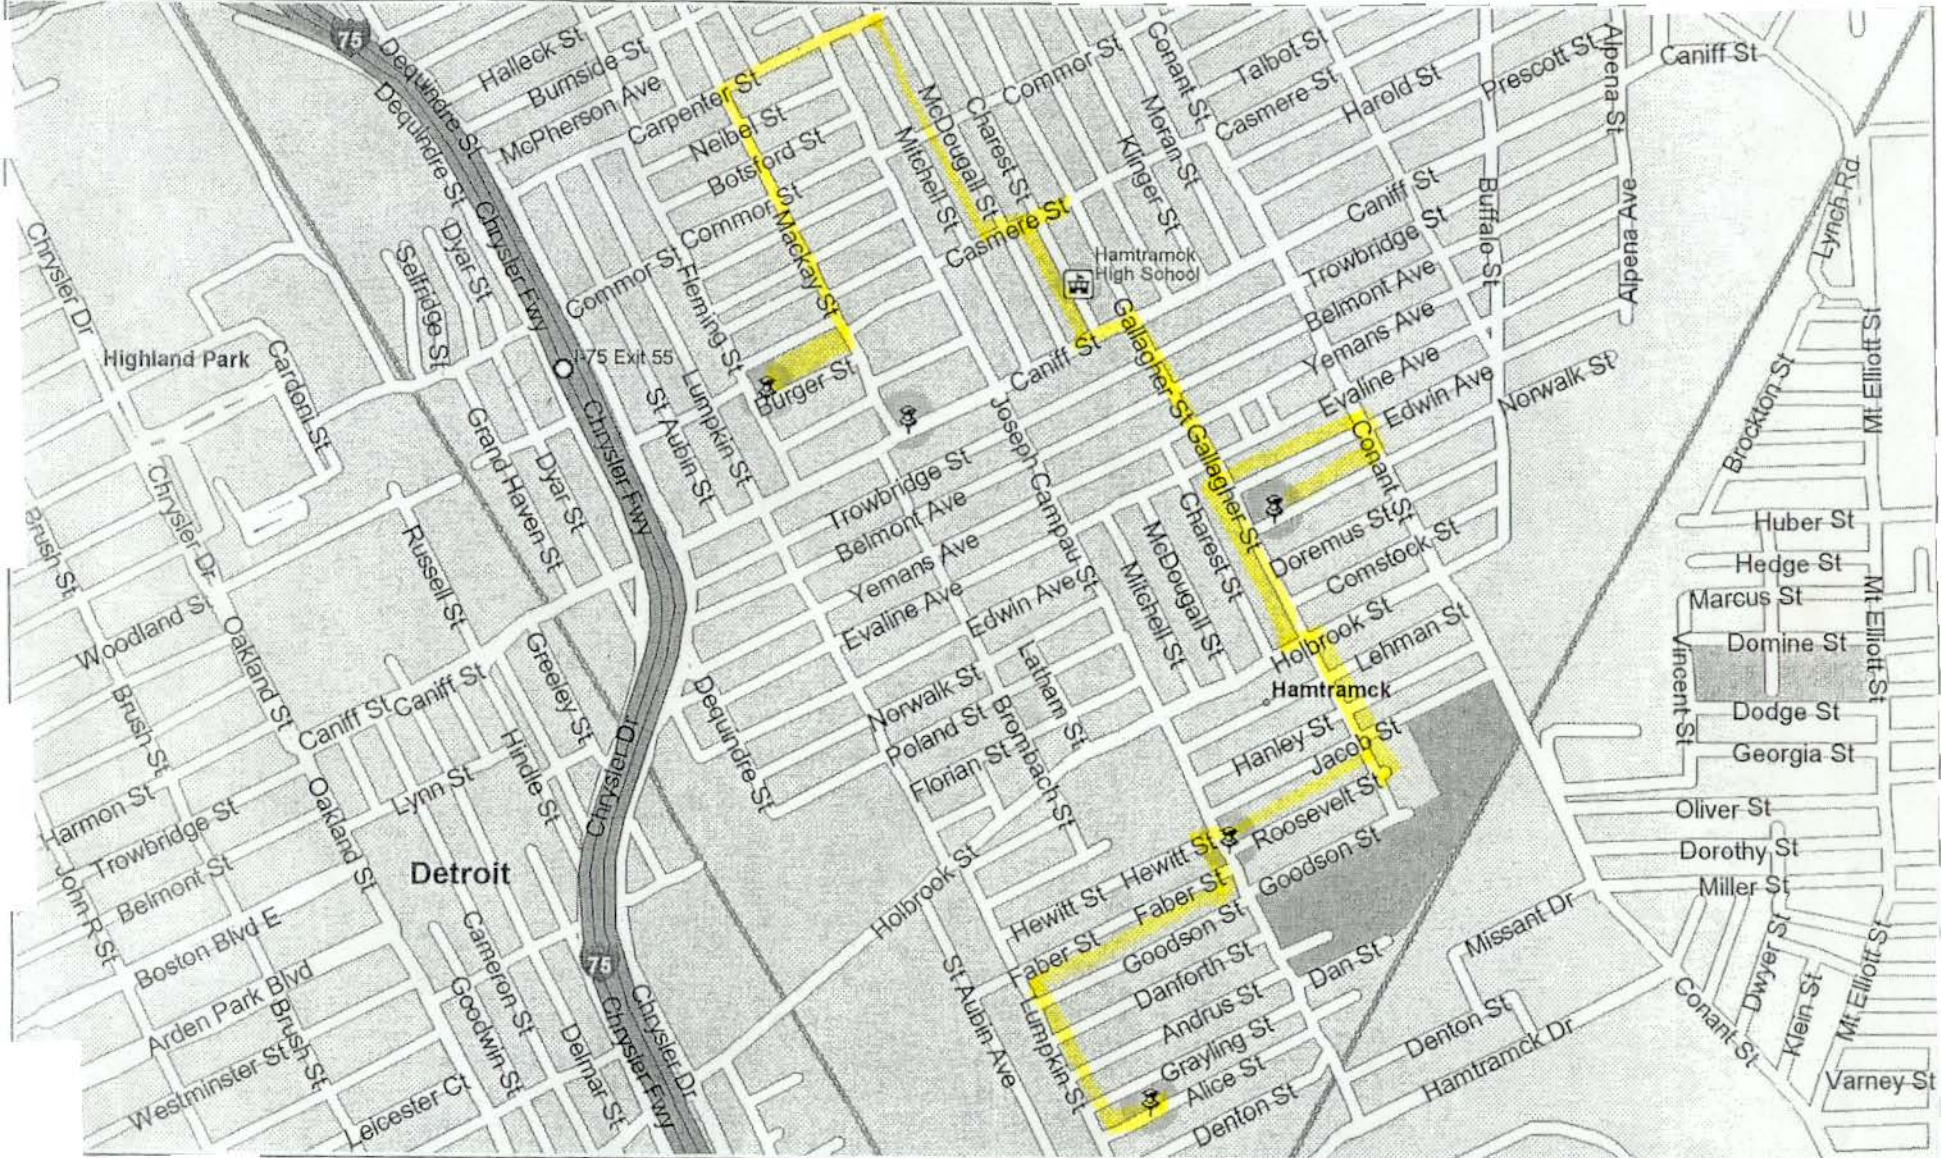 75
Dequindre St
Dequindre St
Halleck St
Burnside St
McPherson Ave
Carpenter St
Neibel St
Botsford St
Commor S
Commor St
Mackay St
McDougall St
Charest St
Mitchell St
Commor St
Conant St
Moran St
Klinger St
Talbot St
Casmere St
Harold St
Prescott St
Alpena St
Caniff St
Casmere St
Hamtramck
High School
Caniff St
Trowbridge St
Belmont Ave
Yemans Ave
Evaline Ave
Edwin Ave
Norwalk St
Buffalo St
Alpena Ave
Lynch Rd
Mt Elliott St
Brockton St
Chrysler Dr
Highland Park
Cardoni St
Selfridge St
Dyar St
Chrysler Fwy
I-75 Exit 55
Fleming St
Lumpkin St
St Aubin St
Burger St
Caniff St
Gallagher St
Gallagher St
Joseph Campau St
Trowbridge St
Belmont Ave
Yemans Ave
Evaline Ave
Edwin Ave
Charest St
McDougall St
Mitchell St
Conant St
Doremus St
Comstock St
Holbrook St
Lehman St
Hamtramck
Hanley St
Jacob St
Roosevelt St
Goodson St
Huber St
Hedge St
Marcus St
Domine St
Mt Elliott St
Vincent St
Dodge St
Georgia St
Oliver St
Dorothy St
Miller St
Brush St
Woodland S
Chrysler Dr
Russell St
Grand Haven St
Dyar St
Chrysler Fwy
Oakland St
Caniff St
Caniff St
Greeley St
Hindle St
Lynn St
Brush St
Harmon St
Trowbridge St
Belmont St
Oakland St
Detroit
John R St
Boston Blvd E
Arden Park Blvd
Brush St
Westminster St
Leicester Ct
Cameron St
Goodwin St
Delmar St
Chrysler Dr
75
Chrysler Dr
Chrysler Fwy
Dequindre St
Norwalk St
Poland St
Florian St
Latham St
Brombach St
Holbrook St
Hewitt St
Hewitt St
Faber St
Faber St
Goodson St
Danforth St
Andrus St
Grayling St
Alice St
Denton St
St Aubin Ave
Lumpkin St
Dan St
Missant Dr
Denton St
Hamtramck Dr
Conant St
Dwyer St
Klein St
Mt Elliott St
Varney St